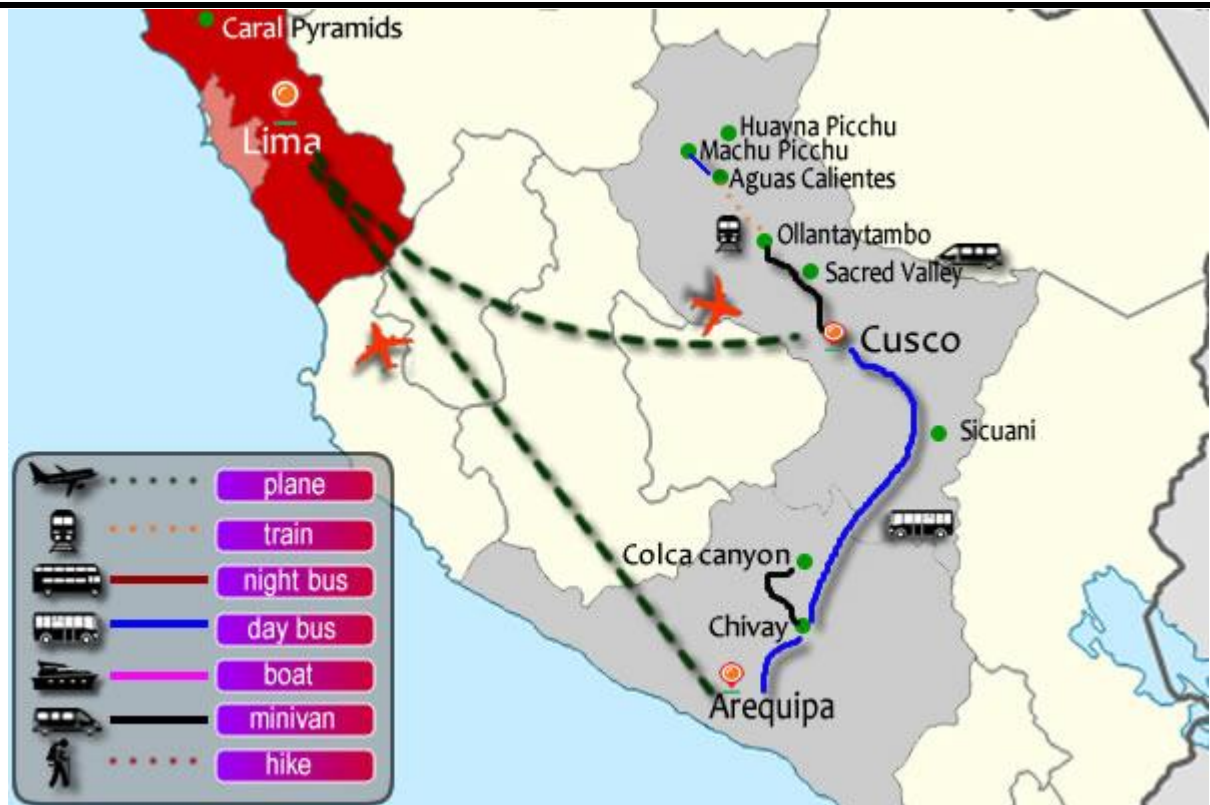 Caral Pyramids
Lima
Huayna Picchu
Machu Picchu
Aguas Calientes
Ollantaytambo
Sacred Valley
Cusco
Sicuani
Colca canyon
Chivay
Arequipa
plane
train
night bus
day bus
boat
minivan
hike